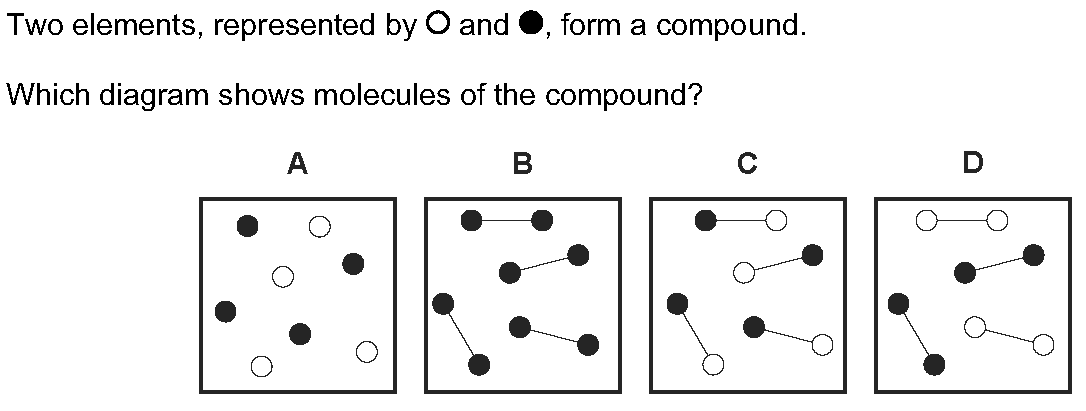 Two elements, represented by ○ and ●, form a compound.
Which diagram shows molecules of the compound?
A B C D